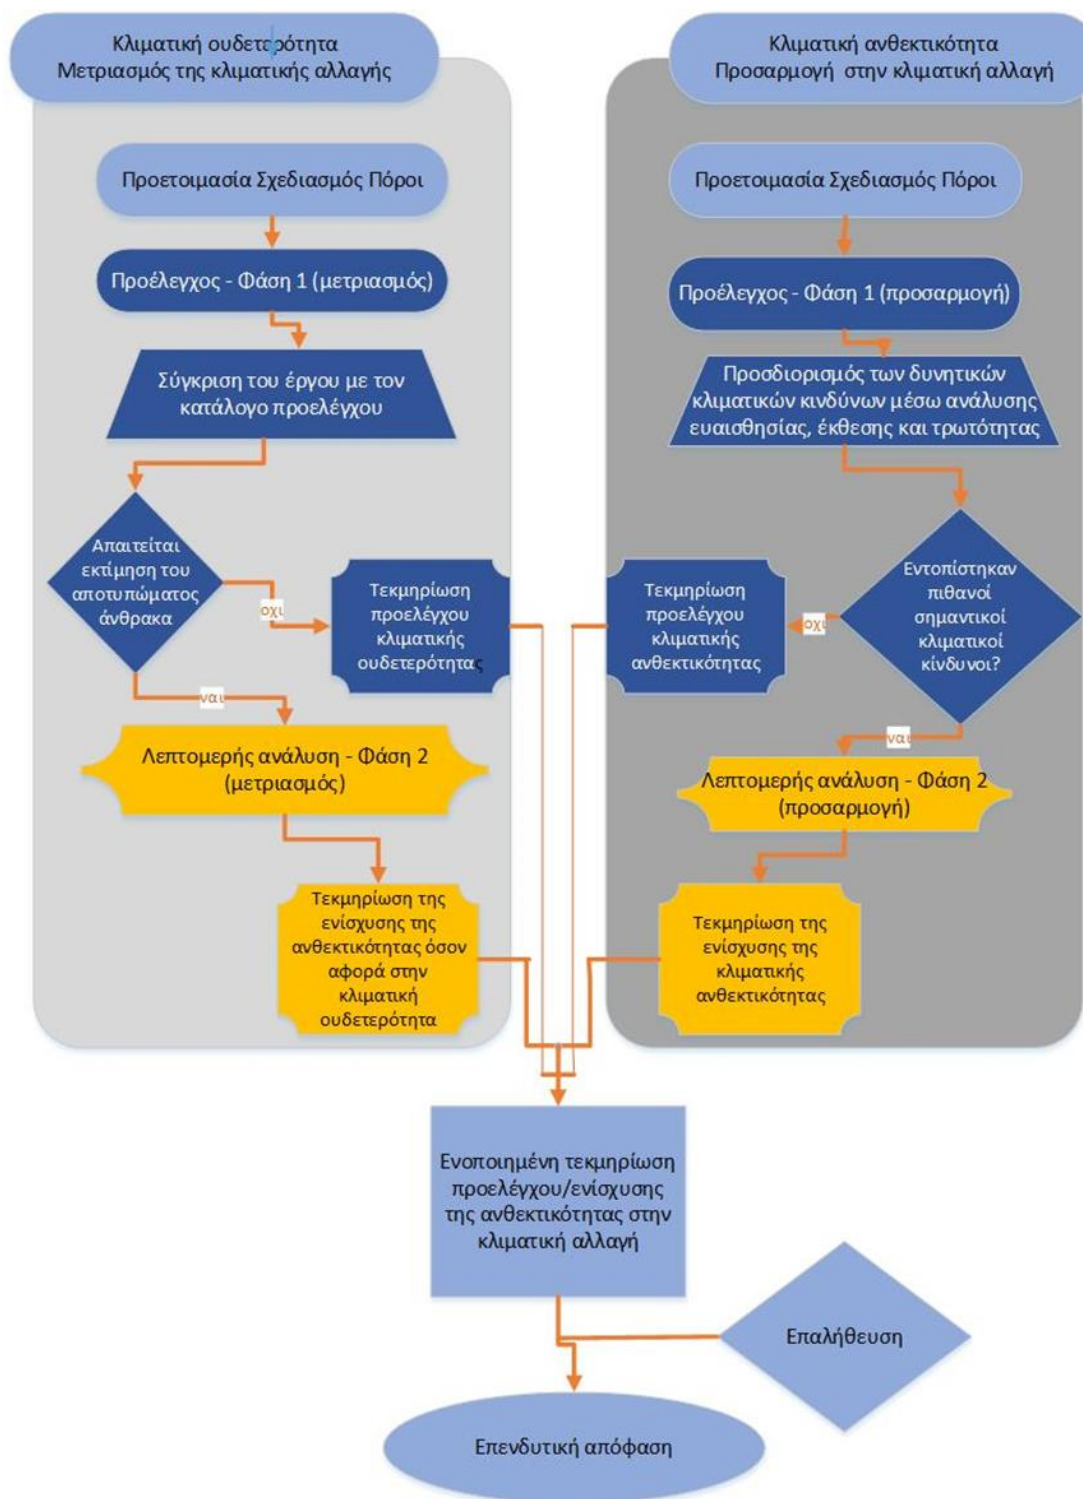 Κλιματική ουδετερότητα
Μετριασμός της κλιματικής αλλαγής
Προετοιμασία Σχεδιασμός Πόροι
Προέλεγχος - Φάση 1 (μετριασμός)
Σύγκριση του έργου με τον
κατάλογο προελέγχου
Απαιτείται
εκτίμηση του
αποτυπώματος
άνθρακα
οχι
Τεκμηρίωση
προελέγχου
κλιματικής
ουδετερότητας
ναι
Λεπτομερής ανάλυση - Φάση 2
(μετριασμός)
Τεκμηρίωση της
ενίσχυσης της
ανθεκτικότητας όσον
αφορά στην
κλιματική
ουδετερότητα
Κλιματική ανθεκτικότητα
Προσαρμογή στην κλιματική αλλαγή
Προετοιμασία Σχεδιασμός Πόροι
Προέλεγχος - Φάση 1 (προσαρμογή)
Προσδιορισμός των δυνητικών
κλιματικών κινδύνων μέσω ανάλυσης
ευαισθησίας, έκθεσης και τρωτότητας
Εντοπίστηκαν
πιθανοί
σημαντικοί
κλιματικοί
κίνδυνοι?
οχι
Τεκμηρίωση
προελέγχου
κλιματικής
ανθεκτικότητας
ναι
Λεπτομερής ανάλυση - Φάση 2
(προσαρμογή)
Τεκμηρίωση της
ενίσχυσης της
κλιματικής
ανθεκτικότητας
Ενοποιημένη τεκμηρίωση
προελέγχου/ενίσχυσης
της ανθεκτικότητας στην
κλιματική αλλαγή
Επαλήθευση
Επενδυτική απόφαση